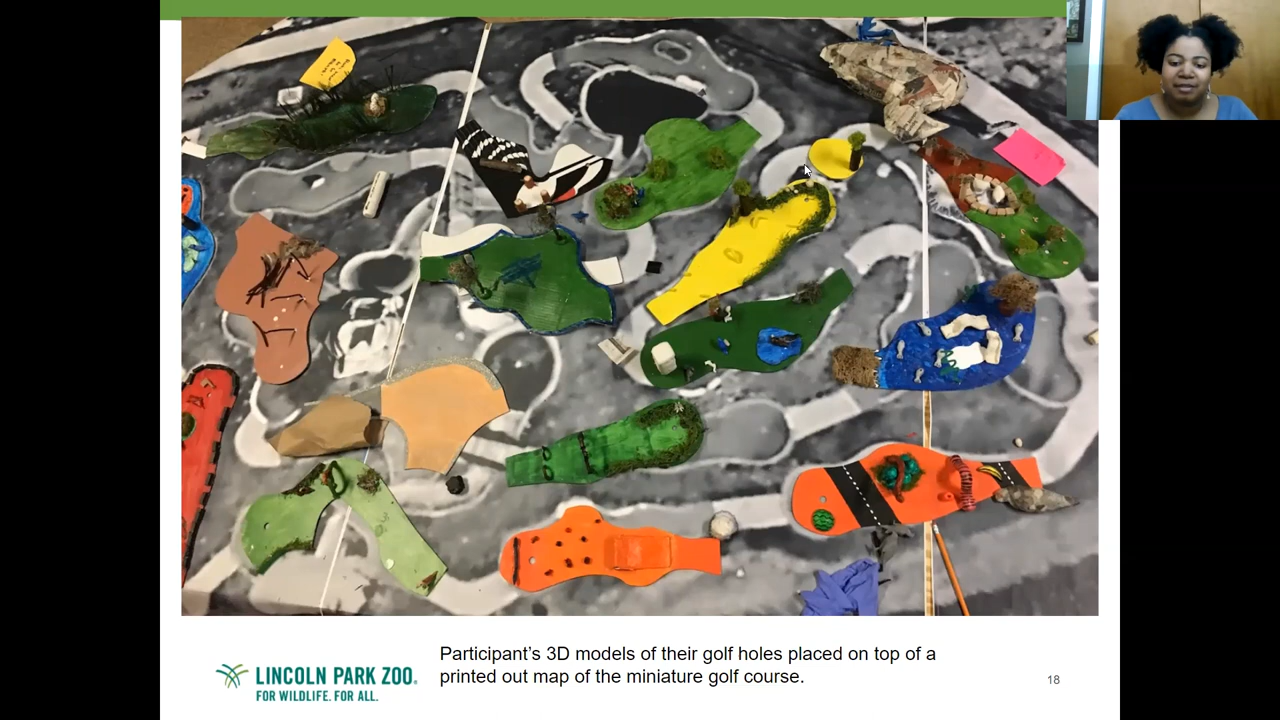 LINCOLN PARK ZOO.
FOR WILDLIFE. FOR ALL.
Participant's 3D models of their golf holes placed on top of a
printed out map of the miniature golf course.
18